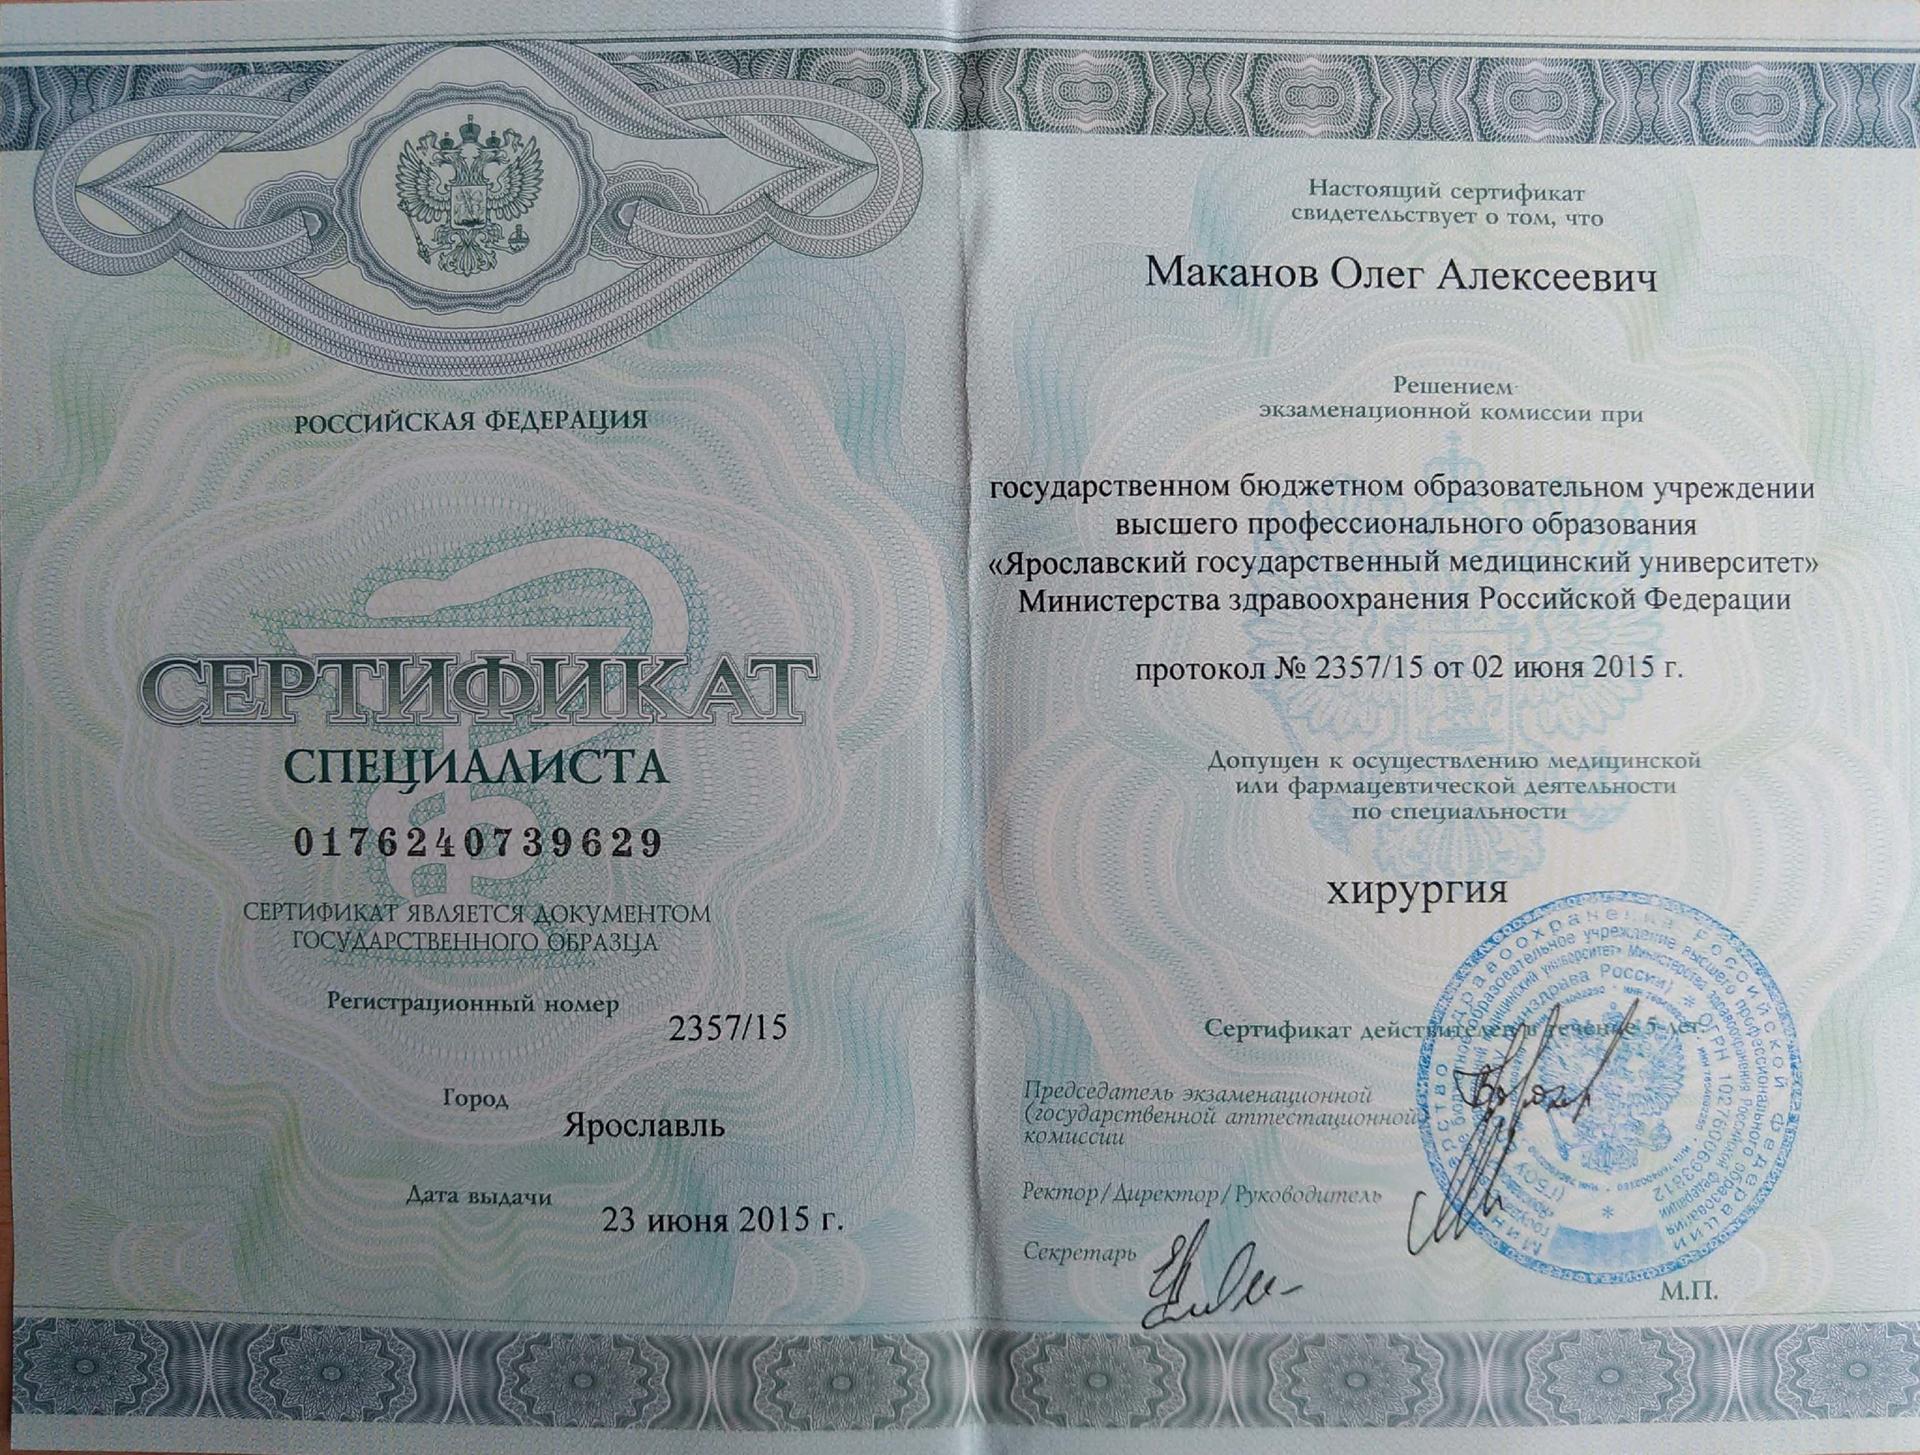 РОССИЙСКАЯ ФЕДЕРАЦИЯ
СЕРТИФИКАТ
СПЕЦИАЛИСТА
0176240739629
СЕРТИФИКАТ ЯВЛЯЕТСЯ ДОКУМЕНТОМ
ГОСУДАРСТВЕННОГО ОБРАЗЦА
Регистрационный номер
2357/15
Город
Ярославль
Дата выдачи
23 июня 2015 г.
Настоящий сертификат
свидетельствует о том, что
Маканов Олег Алексеевич
Решением
экзаменационной комиссии при
государственном бюджетном образовательном учреждении
высшего профессионального образования
«Ярославский государственный медицинский университет»
Министерства здравоохранения Российской Федерации
протокол № 2357/15 от 02 июня 2015 г.
Допущен к осуществлению медицинской
или фармацевтической деятельности
по специальности
хирургия
Сертификат действителен в течение 5 лет.
Председатель экзаменационной
(государственной аттестационной
комиссии
Ректор/Директор/Руководитель
Секретарь
М.П.